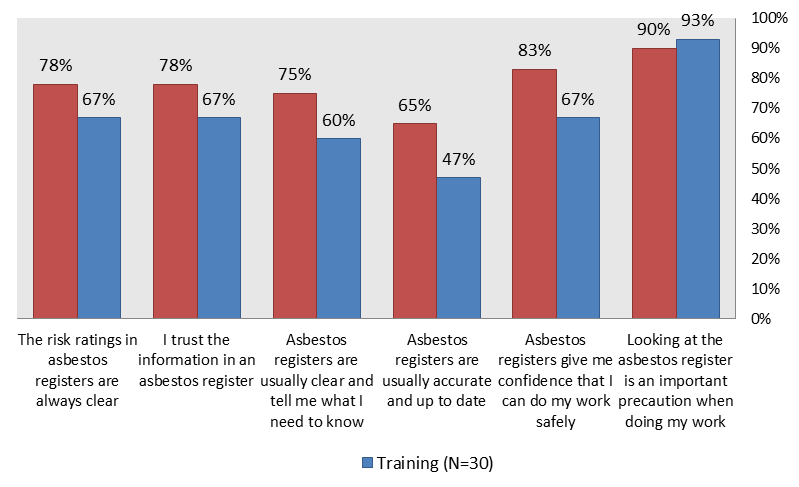 78%
67%
78%
67%
75%
60%
65%
47%
83%
67%
90%
93%
100%
90%
80%
70%
60%
50%
40%
30%
20%
10%
0%
The risk ratings in
asbestos
registers are
always clear
I trust the
information in an
asbestos register
Asbestos
registers are
usually clear and
tell me what I
need to know
Asbestos
registers are
usually accurate
and up to date
Asbestos
registers give me
confidence that I
can do my work
safely
Looking at the
asbestos register
is an important
precaution when
doing my work
Training (N=30)